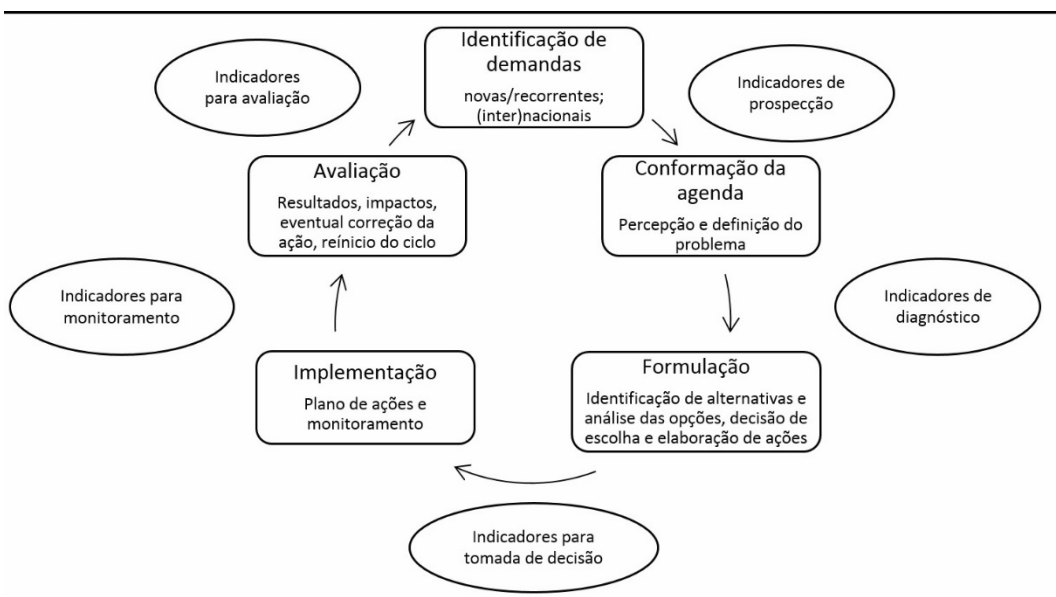 Identificação de
demandas
novas/recorrentes;
(inter)nacionais
Indicadores de
prospecção
Conformação da
agenda
Percepção e definição do
problema
Indicadores de
diagnóstico
Formulação
Identificação de alternativas e
análise das opções, decisão de
escolha e elaboração de ações
Indicadores para
tomada de decisão
Implementação
Plano de ações e
monitoramento
Indicadores para
monitoramento
Avaliação
Resultados, impactos,
eventual correção da
ação, reínicio do ciclo
Indicadores
para avaliação